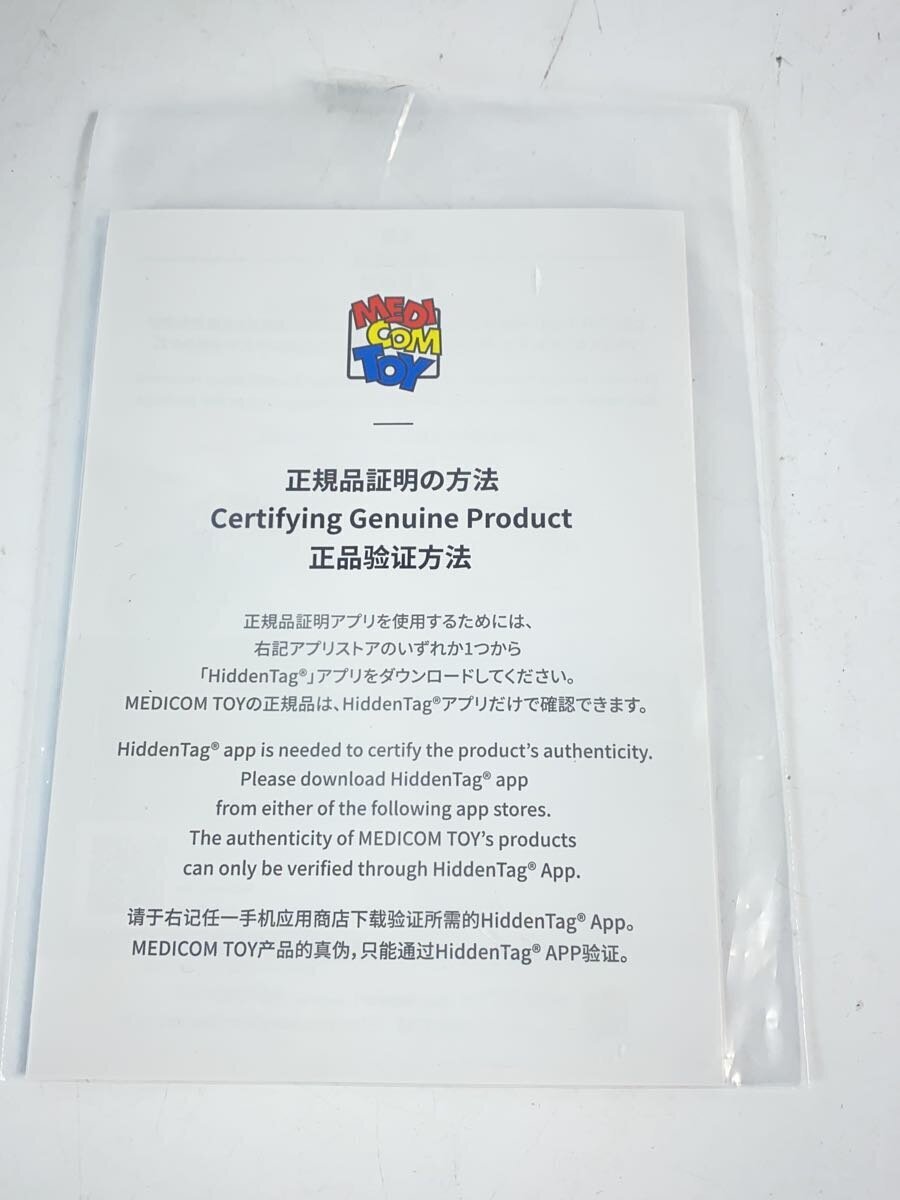 MEDI
COM
TOY
正規品証明の方法
Certifying Genuine Product
正品验证方法
正規品証明アプリを使用するためには、
右記アプリストアのいずれか1つから
「HiddenTag®」アプリをダウンロードしてください。
MEDICOM TOYの正規品は、HiddenTag®アプリだけで確認できます。
HiddenTag® app is needed to certify the product's authenticity.
Please download HiddenTag® app
from either of the following app stores.
The authenticity of MEDICOM TOY's products
can only be verified through HiddenTag® App.
请于右记任一手机应用商店下载验证所需的HiddenTag® App。
MEDICOM TOY产品的真伪，只能通过HiddenTag® APP验证。